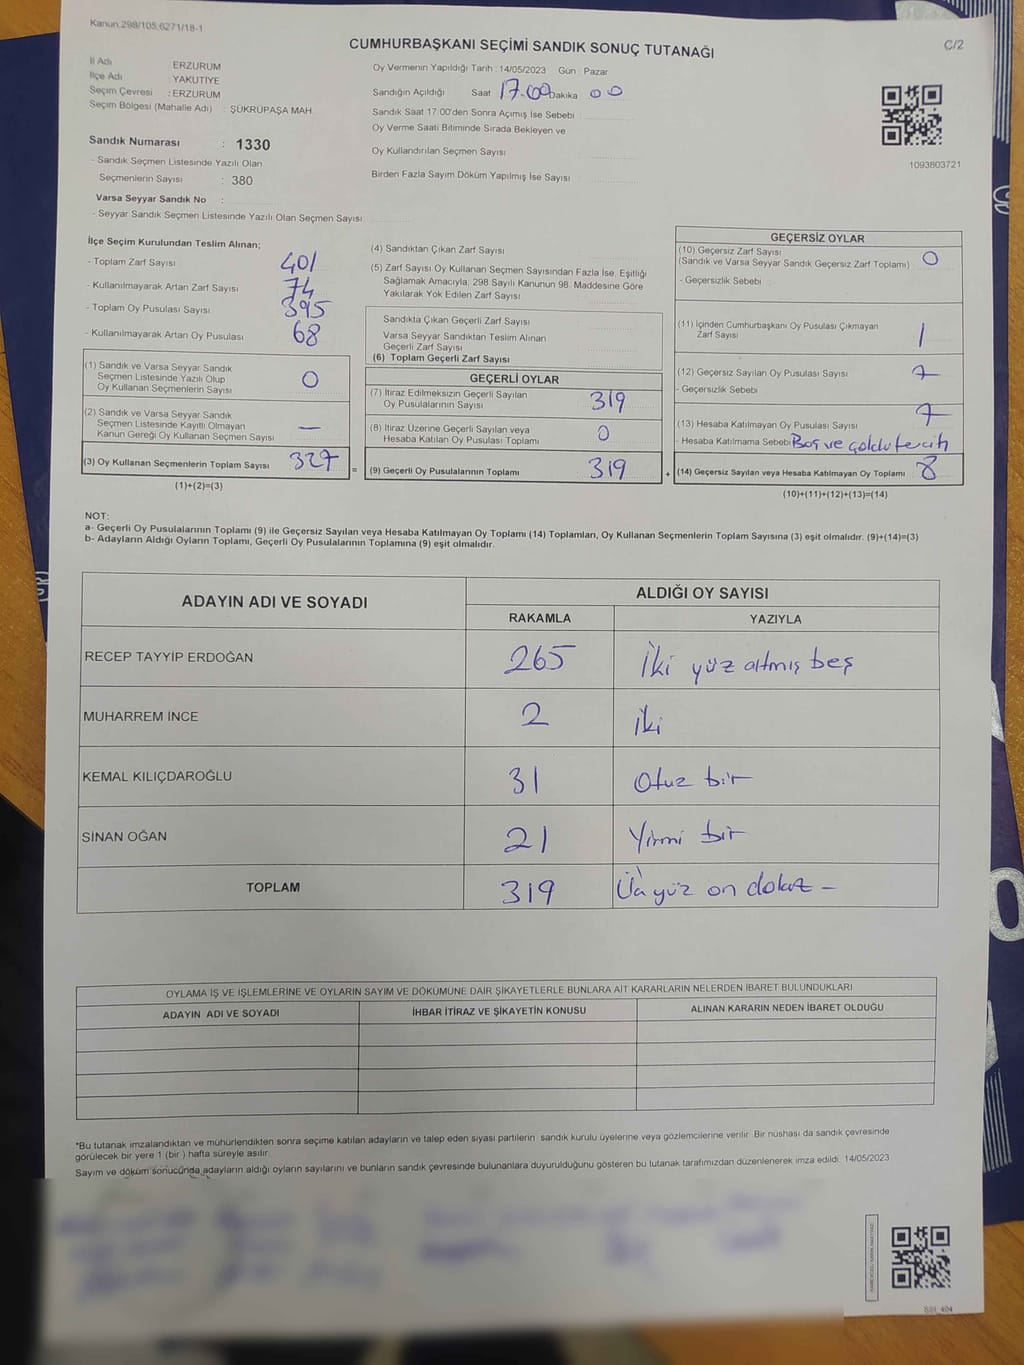 Kanun:298/105;6271/18-1
C/2
CUMHURBAŞKANI SEÇİMİ SANDIK SONUÇ TUTANAĞI
İl Adı ERZURUM
İlçe Adı : YAKUTİYE
Seçim Çevresi : ERZURUM
Seçim Bölgesi (Mahalle Adı) : ŞÜKRÜPAŞA MAH.
Sandık Numarası : 1330
- Sandık Seçmen Listesinde Yazılı Olan
Seçmenlerin Sayısı : 380
Varsa Seyyar Sandık No :
- Seyyar Sandık Seçmen Listesinde Yazılı Olan Seçmen Sayısı:
Oy Vermenin Yapıldığı Tarih : 14/05/2023 Gün : Pazar
Sandığın Açıldığı Saat 17.00 Dakika 00
Sandık Saat 17:00'den Sonra Açımış İse Sebebi :
Oy Verme Saati Bitiminde Sırada Bekleyen ve
Oy Kullandırılan Seçmen Sayısı :
Birden Fazla Sayım Döküm Yapılmış İse Sayısı :
1093803721
İlçe Seçim Kurulundan Teslim Alınan;
- Toplam Zarf Sayısı : 401
- Kullanılmayarak Artan Zarf Sayısı : 74
- Toplam Oy Pusulası Sayısı : 395
- Kullanılmayarak Artan Oy Pusulası : 68
(1) Sandık ve Varsa Seyyar Sandık
Seçmen Listesinde Yazılı Olup
Oy Kullanan Seçmenlerin Sayısı 0
(2) Sandık ve Varsa Seyyar Sandık
Seçmen Listesinde Kayıtlı Olmayan
Kanun Gereği Oy Kullanan Seçmen Sayısı —
(3) Oy Kullanan Seçmenlerin Toplam Sayısı 327 =
(1)+(2)=(3)
(4) Sandıktan Çıkan Zarf Sayısı
(5) Zarf Sayısı Oy Kullanan Seçmen Sayısından Fazla İse, Eşitliği
Sağlamak Amacıyla, 298 Sayılı Kanunun 98. Maddesine Göre
Yakılarak Yok Edilen Zarf Sayısı :
Sandıkta Çıkan Geçerli Zarf Sayısı :
Varsa Seyyar Sandıktan Teslim Alınan
Geçerli Zarf Sayısı :
(6) Toplam Geçerli Zarf Sayısı
GEÇERLİ OYLAR
(7) İtiraz Edilmeksizin Geçerli Sayılan
Oy Pusulalarının Sayısı : 319
(8) İtiraz Üzerine Geçerli Sayılan veya
Hesaba Katılan Oy Pusulası Toplamı : 0
(9) Geçerli Oy Pusulalarının Toplamı 319 +
GEÇERSİZ OYLAR
(10) Geçersiz Zarf Sayısı
(Sandık ve Varsa Seyyar Sandık Geçersiz Zarf Toplamı) : 0
- Geçersizlik Sebebi :
(11) İçinden Cumhurbaşkanı Oy Pusulası Çıkmayan
Zarf Sayısı 1
(12) Geçersiz Sayılan Oy Pusulası Sayısı : 7
- Geçersizlik Sebebi
(13) Hesaba Katılmayan Oy Pusulası Sayısı : 7
- Hesaba Katılmama Sebebi: Boş ve çoklu tercih
(14) Geçersiz Sayılan veya Hesaba Katılmayan Oy Toplamı : 8
(10)+(11)+(12)+(13)=(14)
NOT:
a- Geçerli Oy Pusulalarının Toplamı (9) ile Geçersiz Sayılan veya Hesaba Katılmayan Oy Toplamı (14) Toplamları, Oy Kullanan Seçmenlerin Toplam Sayısına (3) eşit olmalıdır. (9)+(14)=(3)
b- Adayların Aldığı Oyların Toplamı, Geçerli Oy Pusulalarının Toplamına (9) eşit olmalıdır.
ADAYIN ADI VE SOYADI
ALDIĞI OY SAYISI
RAKAMLA YAZIYLA
RECEP TAYYİP ERDOĞAN 265 İki yüz altmış beş
MUHARREM İNCE 2 iki
KEMAL KILIÇDAROĞLU 31 Otuz bir
SİNAN OĞAN 21 Yirmi bir
TOPLAM 319 Üç yüz on dokuz –
OYLAMA İŞ VE İŞLEMLERİNE VE OYLARIN SAYIM VE DÖKÜMÜNE DAİR ŞİKAYETLERLE BUNLARA AİT KARARLARIN NELERDEN İBARET BULUNDUKLARI
ADAYIN ADI VE SOYADI İHBAR İTİRAZ VE ŞİKAYETİN KONUSU ALINAN KARARIN NEDEN İBARET OLDUĞU
*Bu tutanak imzalandıktan ve mühürlendikten sonra seçime katılan adayların ve talep eden siyasi partilerin sandık kurulu üyelerine veya gözlemcilerine verilir. Bir nüshası da sandık çevresinde
görülecek bir yere 1 (bir ) hafta süreyle asılır.
Sayım ve döküm sonucunda adayların aldığı oyların sayılarını ve bunların sandık çevresinde bulunanlara duyurulduğunu gösteren bu tutanak tarafımızdan düzenlenerek imza edildi. 14/05/2023